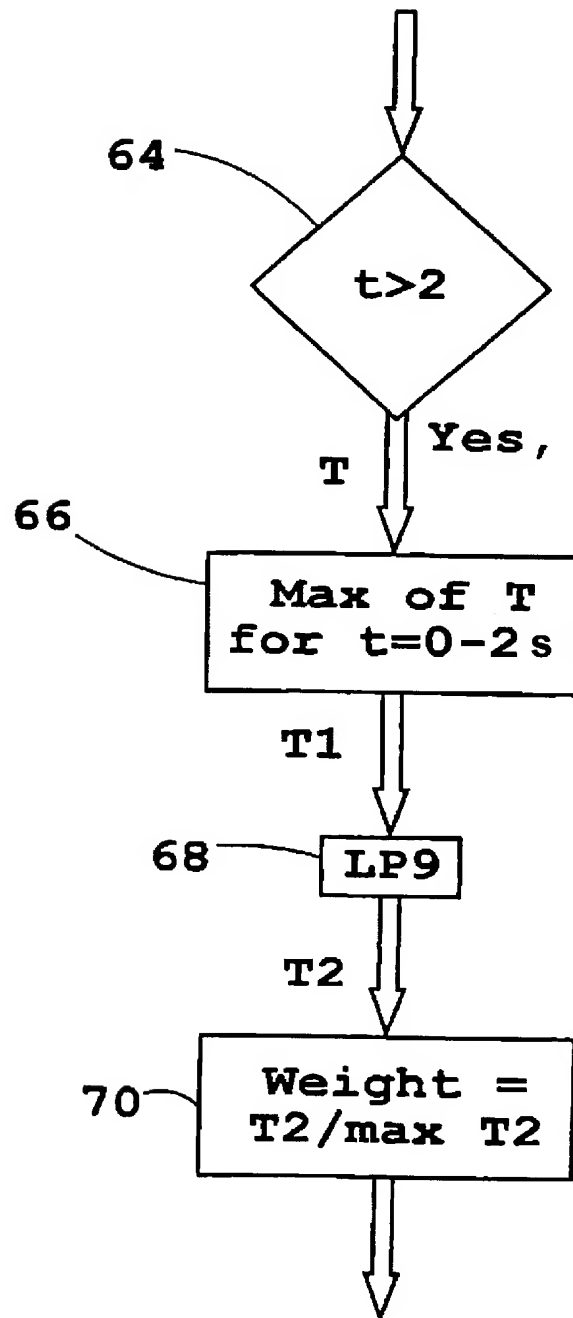 64
t>2
Yes,
T
66
Max of T
for t=0-2s
T1
68
LP9
T2
70
Weight =
T2/max T2